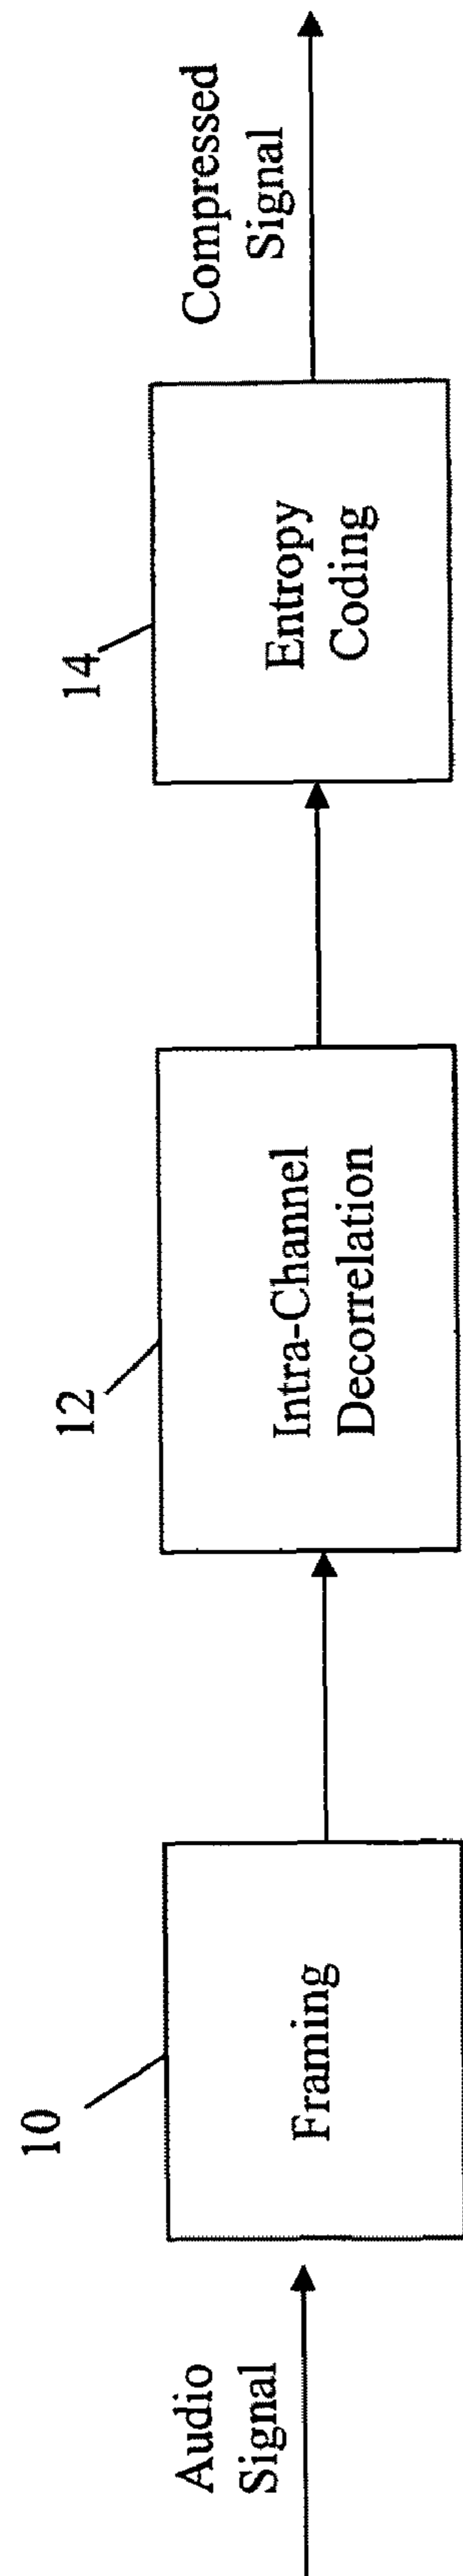 Audio
Signal
10
Framing
12
Intra-Channel
Decorrelation
14
Entropy
Coding
Compressed
Signal